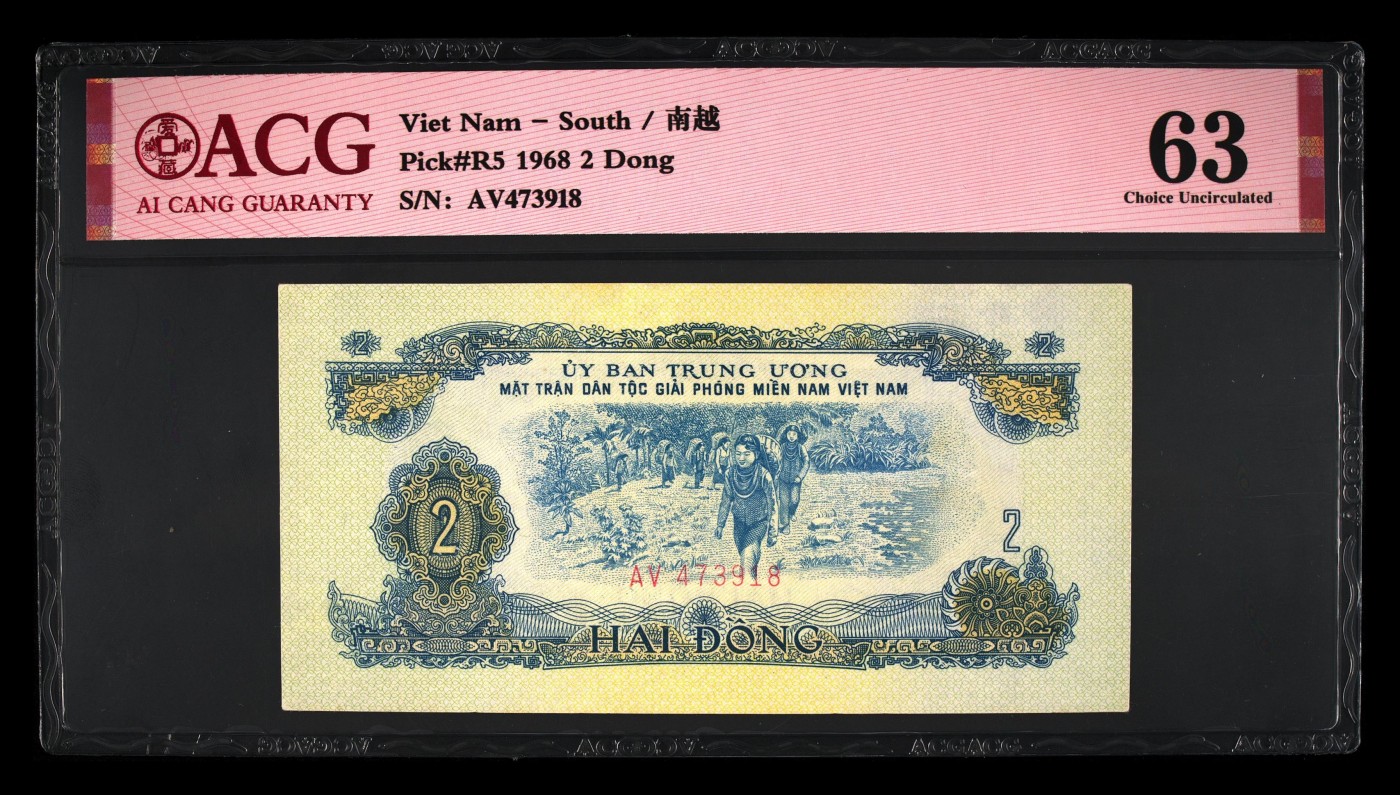 ACG
AI CANG GUARANTY
Viet Nam – South / 南越
Pick#R5 1968 2 Dong
S/N: AV473918
63
Choice Uncirculated
2
2
ỦY BAN TRUNG ƯƠNG
MẶT TRẬN DÂN TỘC GIẢI PHÓNG MIỀN NAM VIỆT NAM
2
2
AV 473918
HAI ĐỒNG